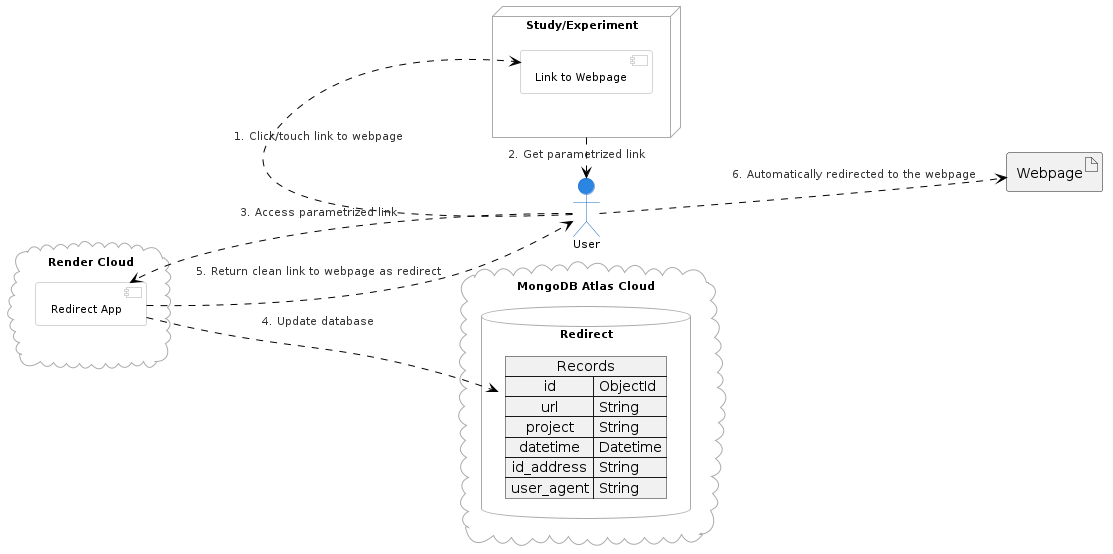 Study/Experiment
Link to Webpage
1. Click/touch link to webpage
2. Get parametrized link
6. Automatically redirected to the webpage
Webpage
3. Access parametrized link
User
Render Cloud
Redirect App
5. Return clean link to webpage as redirect
4. Update database
MongoDB Atlas Cloud
Redirect
Records
id ObjectId
url String
project String
datetime Datetime
id_address String
user_agent String